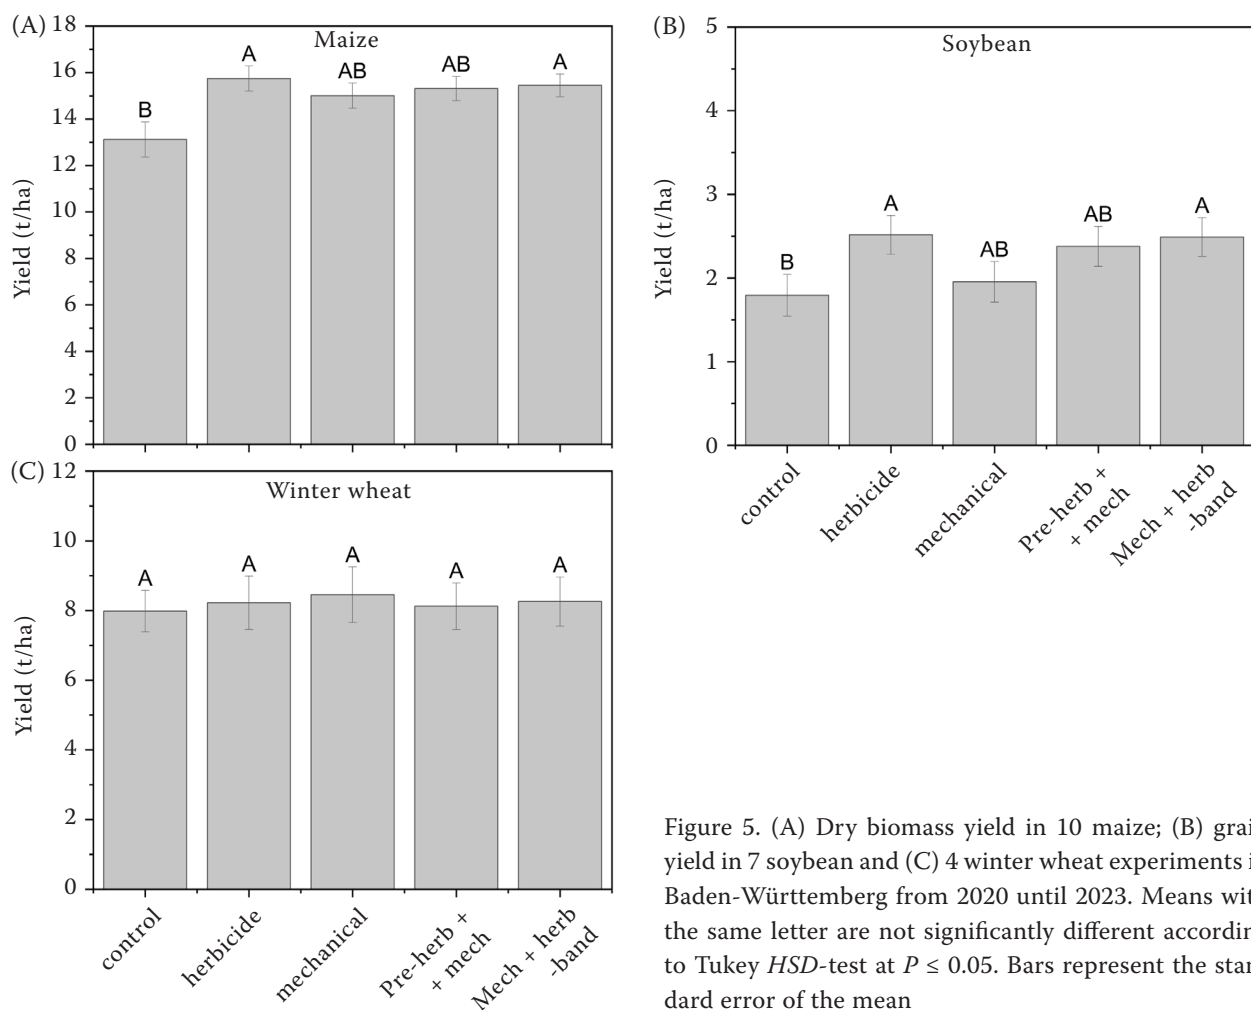 (A)
Maize
Yield (t/ha)
18
16
14
12
10
8
6
4
2
0
B
A
AB
AB
A
(B)
Soybean
Yield (t/ha)
5
4
3
2
1
0
B
A
AB
AB
A
control
herbicide
mechanical
Pre-herb +
+ mech
Mech + herb
-band
(C)
Winter wheat
Yield (t/ha)
12
10
8
6
4
2
0
A
A
A
A
A
control
herbicide
mechanical
Pre-herb +
+ mech
Mech + herb
-band
Figure 5. (A) Dry biomass yield in 10 maize; (B) grai
yield in 7 soybean and (C) 4 winter wheat experiments i
Baden-Württemberg from 2020 until 2023. Means wit
the same letter are not significantly different accordin
to Tukey HSD-test at P ≤ 0.05. Bars represent the stan
dard error of the mean